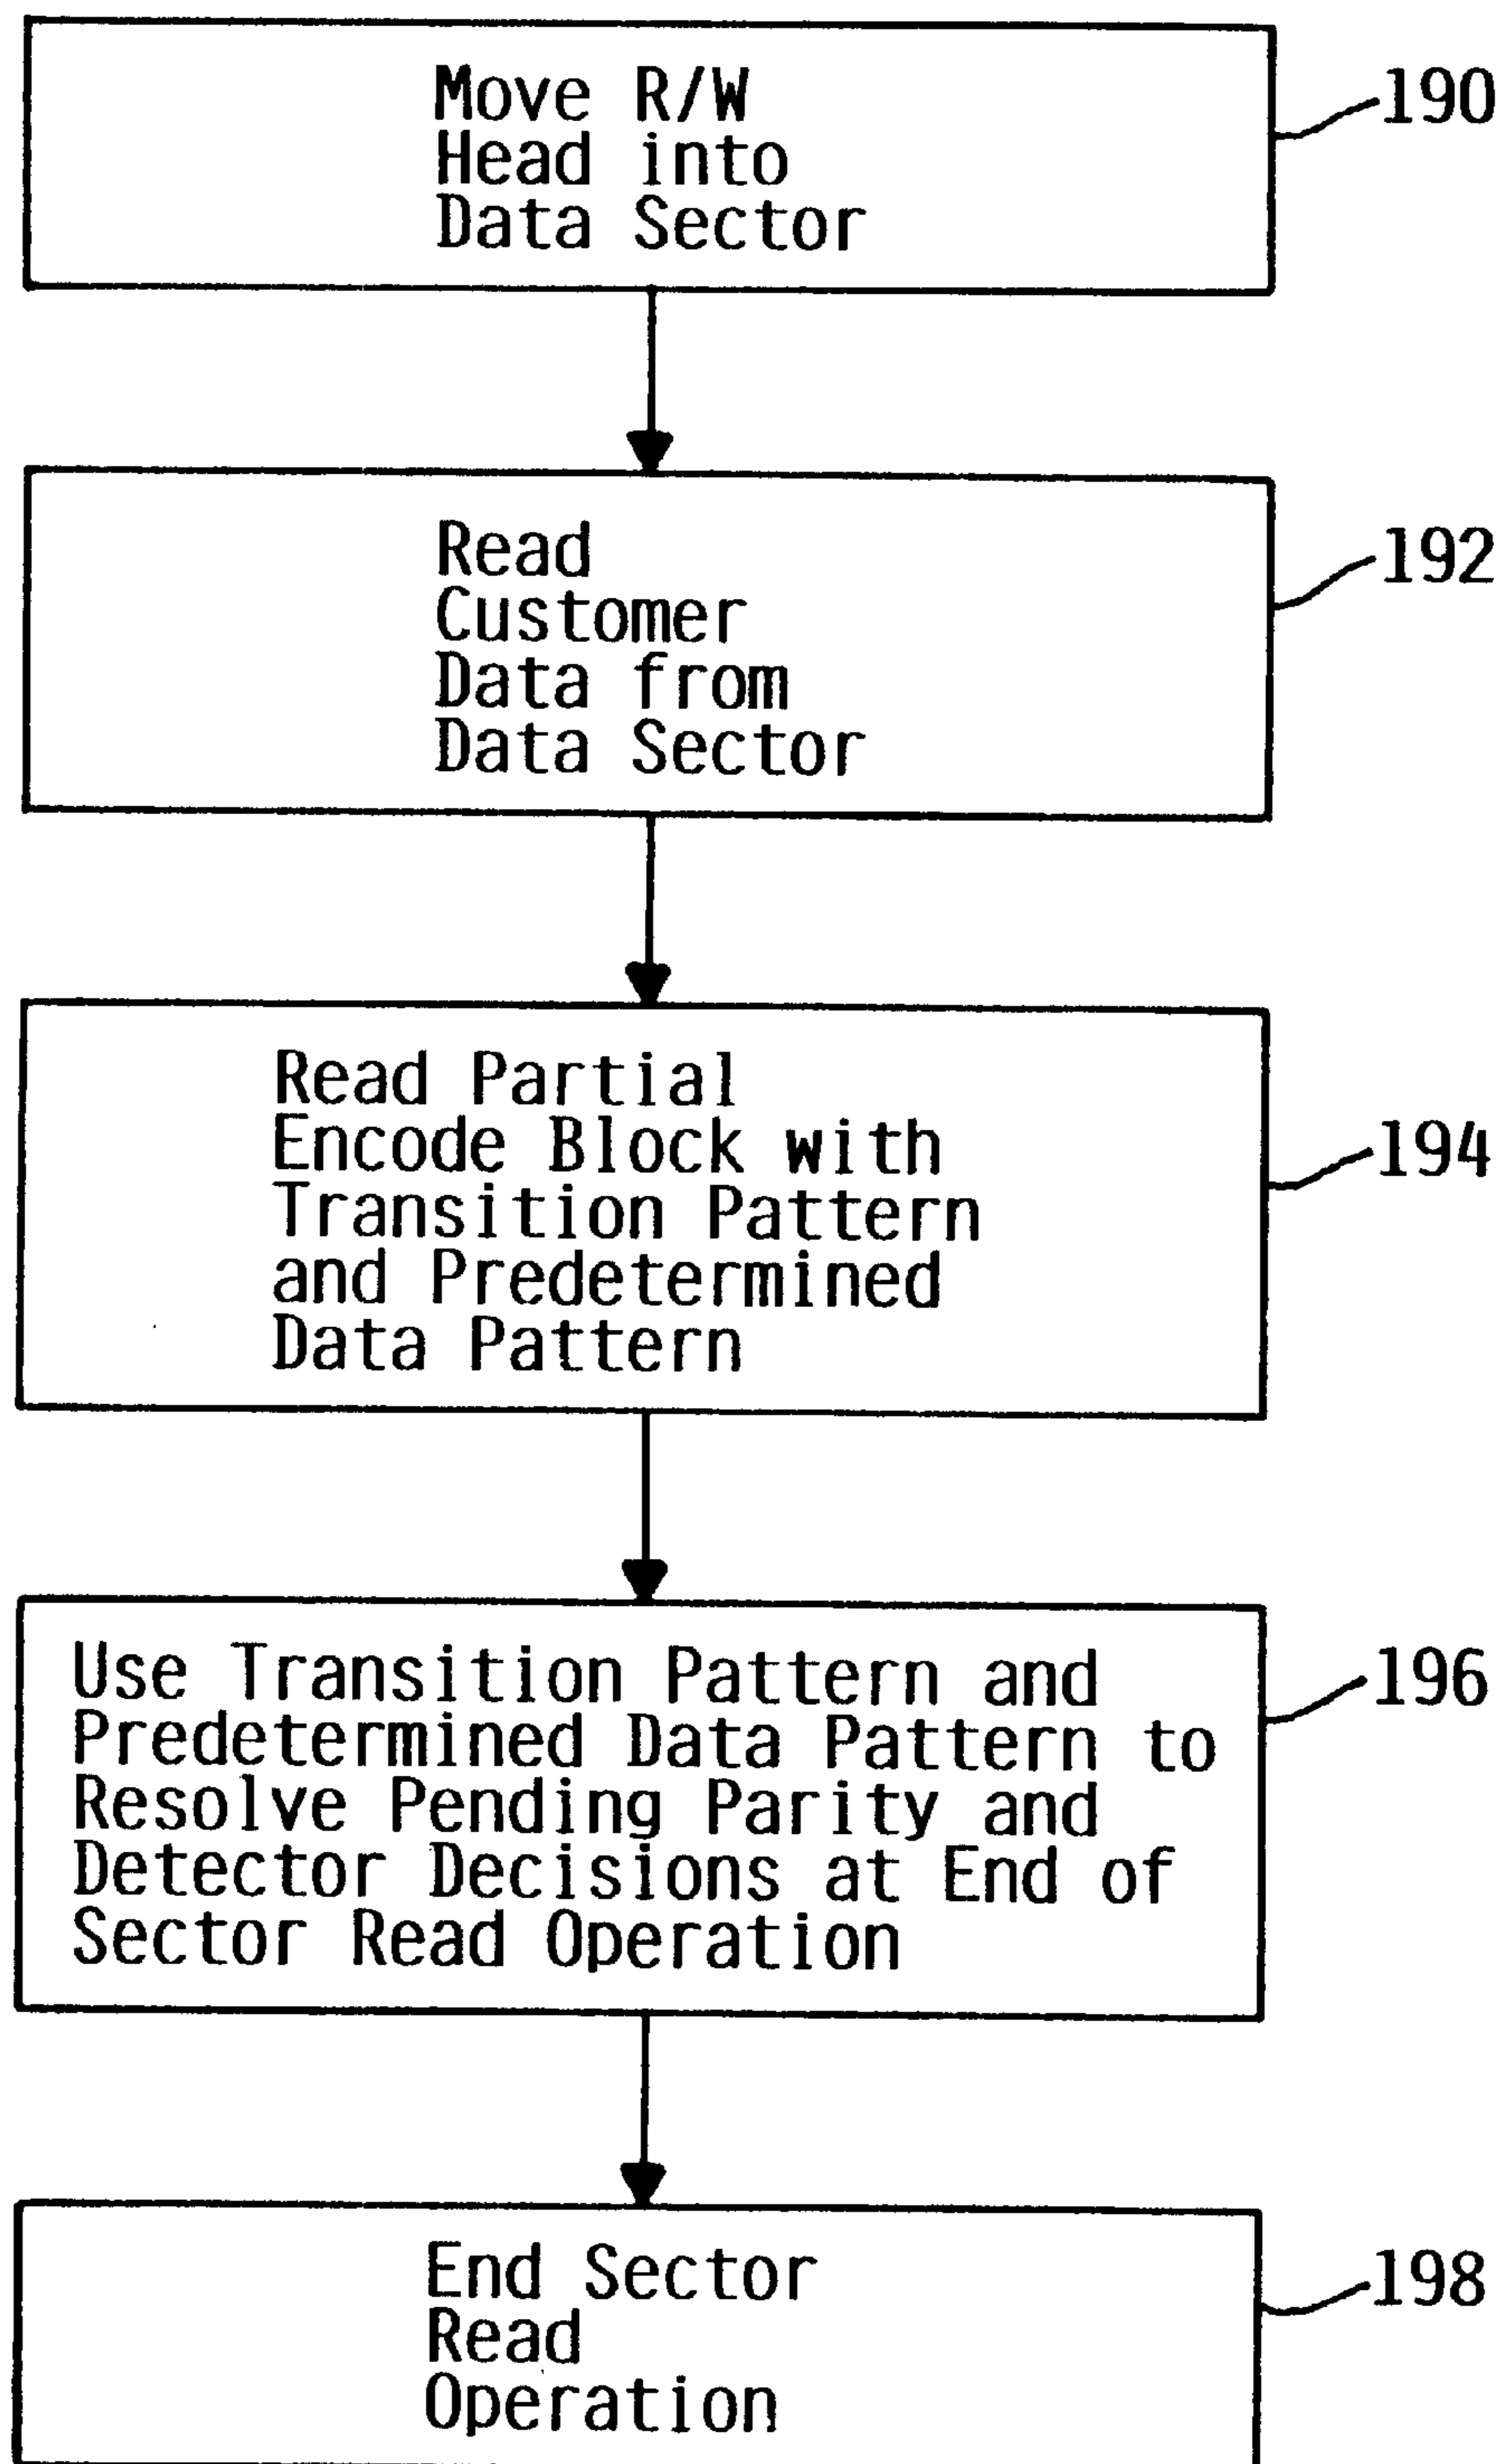 Move R/W
Head into
Data Sector
190
Read
Customer
Data from
Data Sector
192
Read Partial
Encode Block with
Transition Pattern
and Predetermined
Data Pattern
194
Use Transition Pattern and
Predetermined Data Pattern to
Resolve Pending Parity and
Detector Decisions at End of
Sector Read Operation
196
End Sector
Read
Operation
198